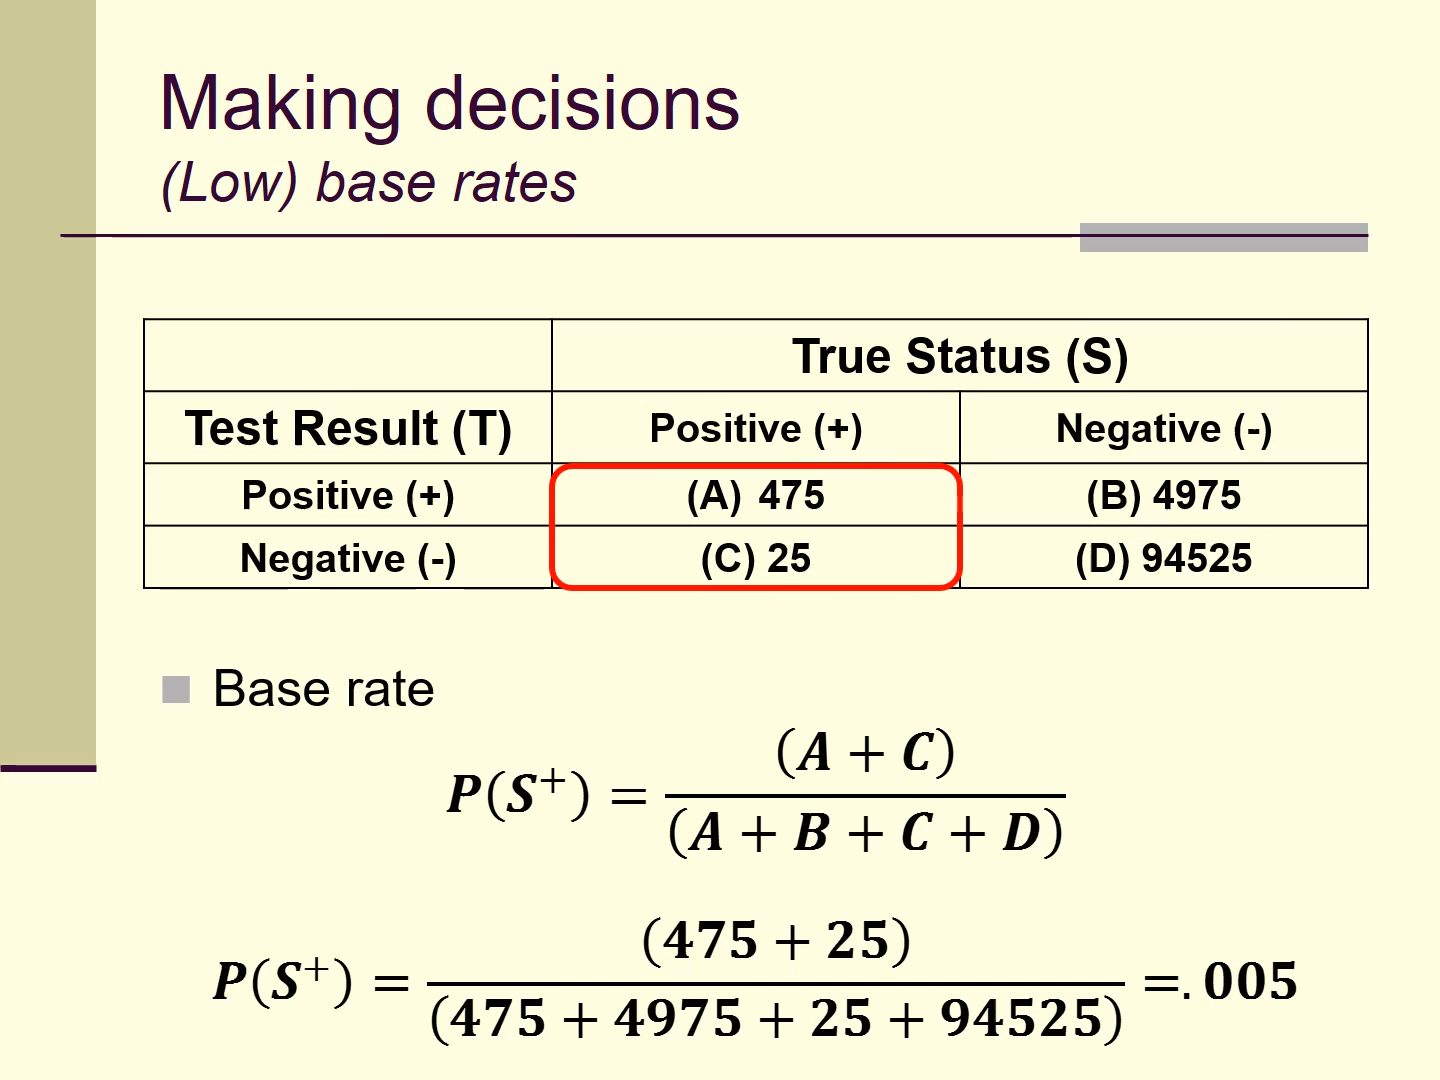 Making decisions
(Low) base rates
True Status (S)
Test Result (T) Positive (+) Negative (-)
Positive (+) (A) 475 (B) 4975
Negative (-) (C) 25 (D) 94525
Base rate
P(S⁺) = (A + C) / (A + B + C + D)
P(S⁺) = (475 + 25) / (475 + 4975 + 25 + 94525) =. 005